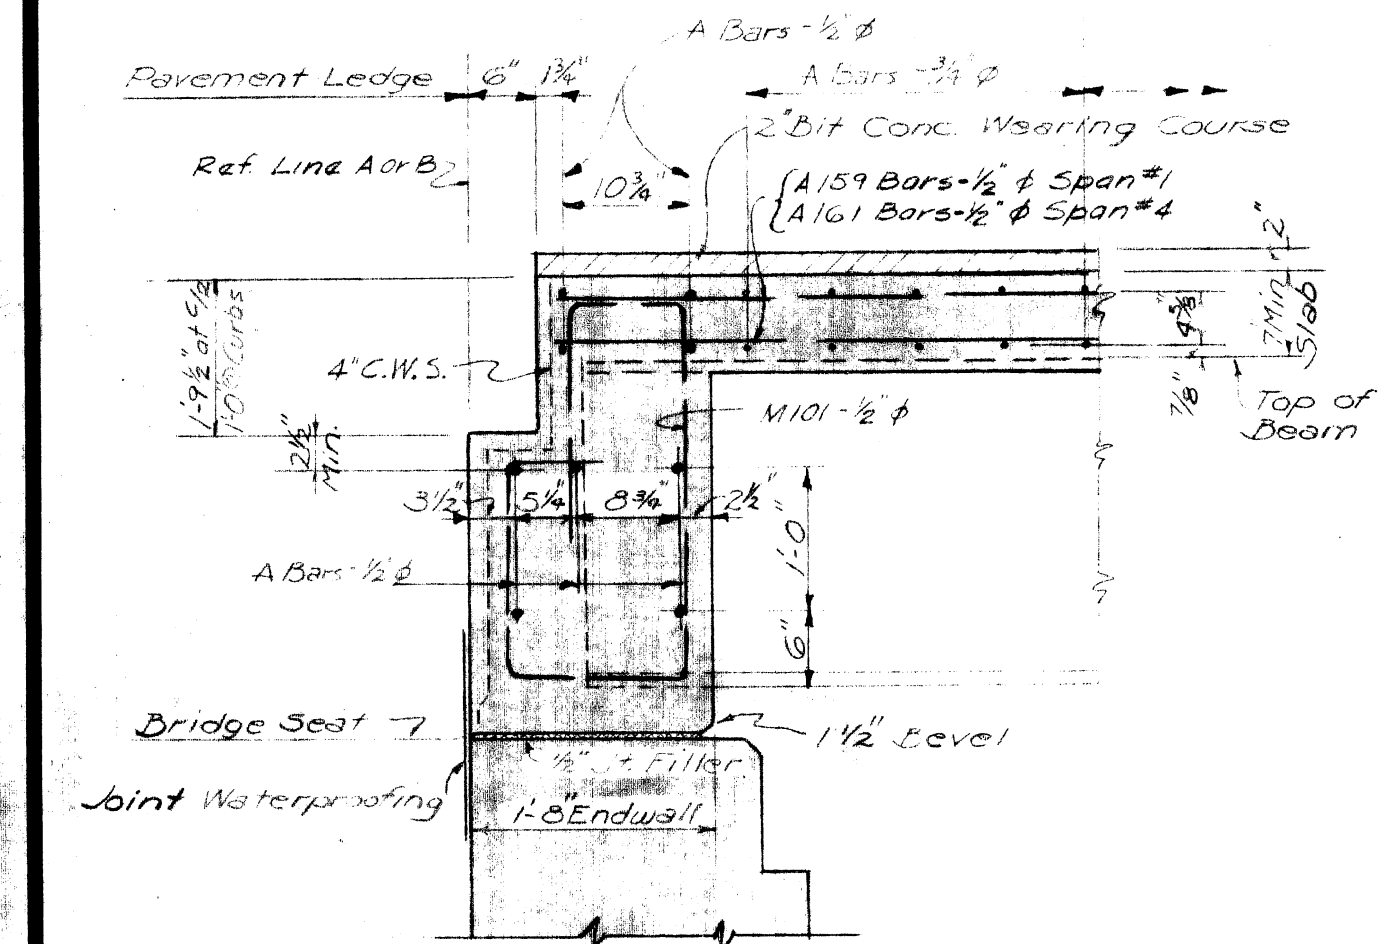 A Bars - ½" ϕ
Pavement Ledge 6" 1¾"
A Bars - ¾" ϕ
2" Bit Conc. Wearing Course
Ref. Line A or B
10¾"
A159 Bars-½" ϕ Span #1
A161 Bars-½" ϕ Span #4
2"
7" Min.
Slab
4⅝"
7/8"
1'-9½" at
1'-0" Curbs
4" C.W.S.
M101 - ½" ϕ
Top of
Beam
2½"
Min.
3½" 5¼" 8¾" 2½"
1'-0"
A Bars - ½" ϕ
6"
Bridge Seat
1½" Bevel
½" Jt. Filler
Joint Waterproofing
1'-8" Endwall